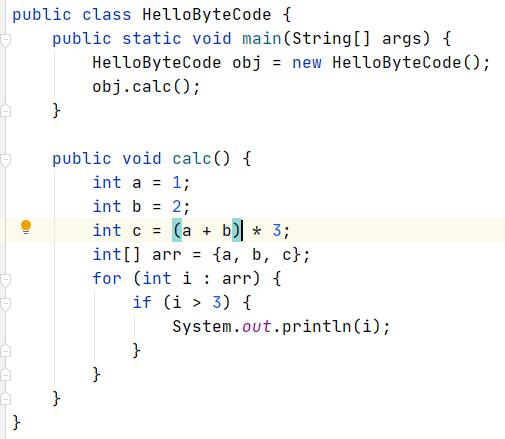 public class HelloByteCode {
    public static void main(String[] args) {
        HelloByteCode obj = new HelloByteCode();
        obj.calc();
    }

    public void calc() {
        int a = 1;
        int b = 2;
        int c = (a + b) * 3;
        int[] arr = {a, b, c};
        for (int i : arr) {
            if (i > 3) {
                System.out.println(i);
            }
        }
    }
}